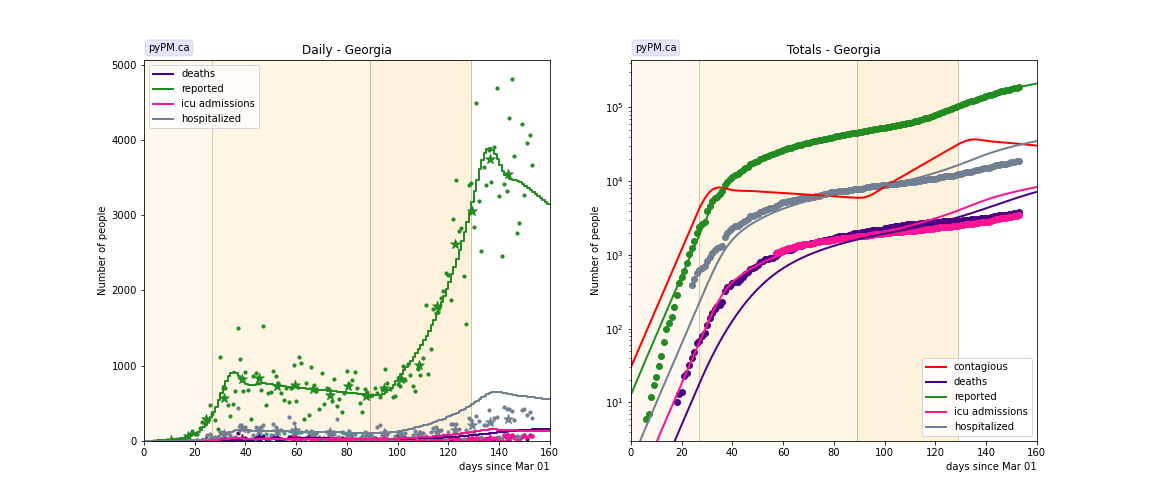 pyPM.ca
Daily - Georgia
Number of people
5000
4000
3000
2000
1000
0
deaths
reported
icu admissions
hospitalized
0 20 40 60 80 100 120 140 160
days since Mar 01
pyPM.ca
Totals - Georgia
Number of people
10^5
10^4
10^3
10^2
10^1
contagious
deaths
reported
icu admissions
hospitalized
0 20 40 60 80 100 120 140 160
days since Mar 01